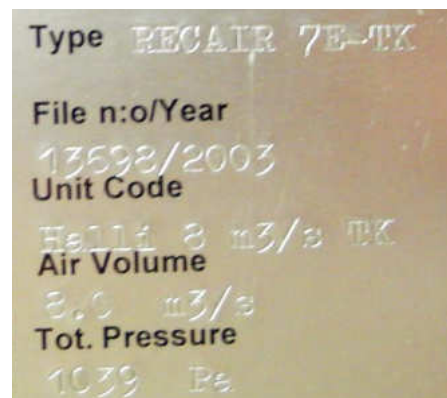 Type RECAIR 7E-TK
File n:o/Year
13698/2003
Unit Code
Halli 8 m3/s TK
Air Volume
8.0 m3/s
Tot. Pressure
1039 Pa